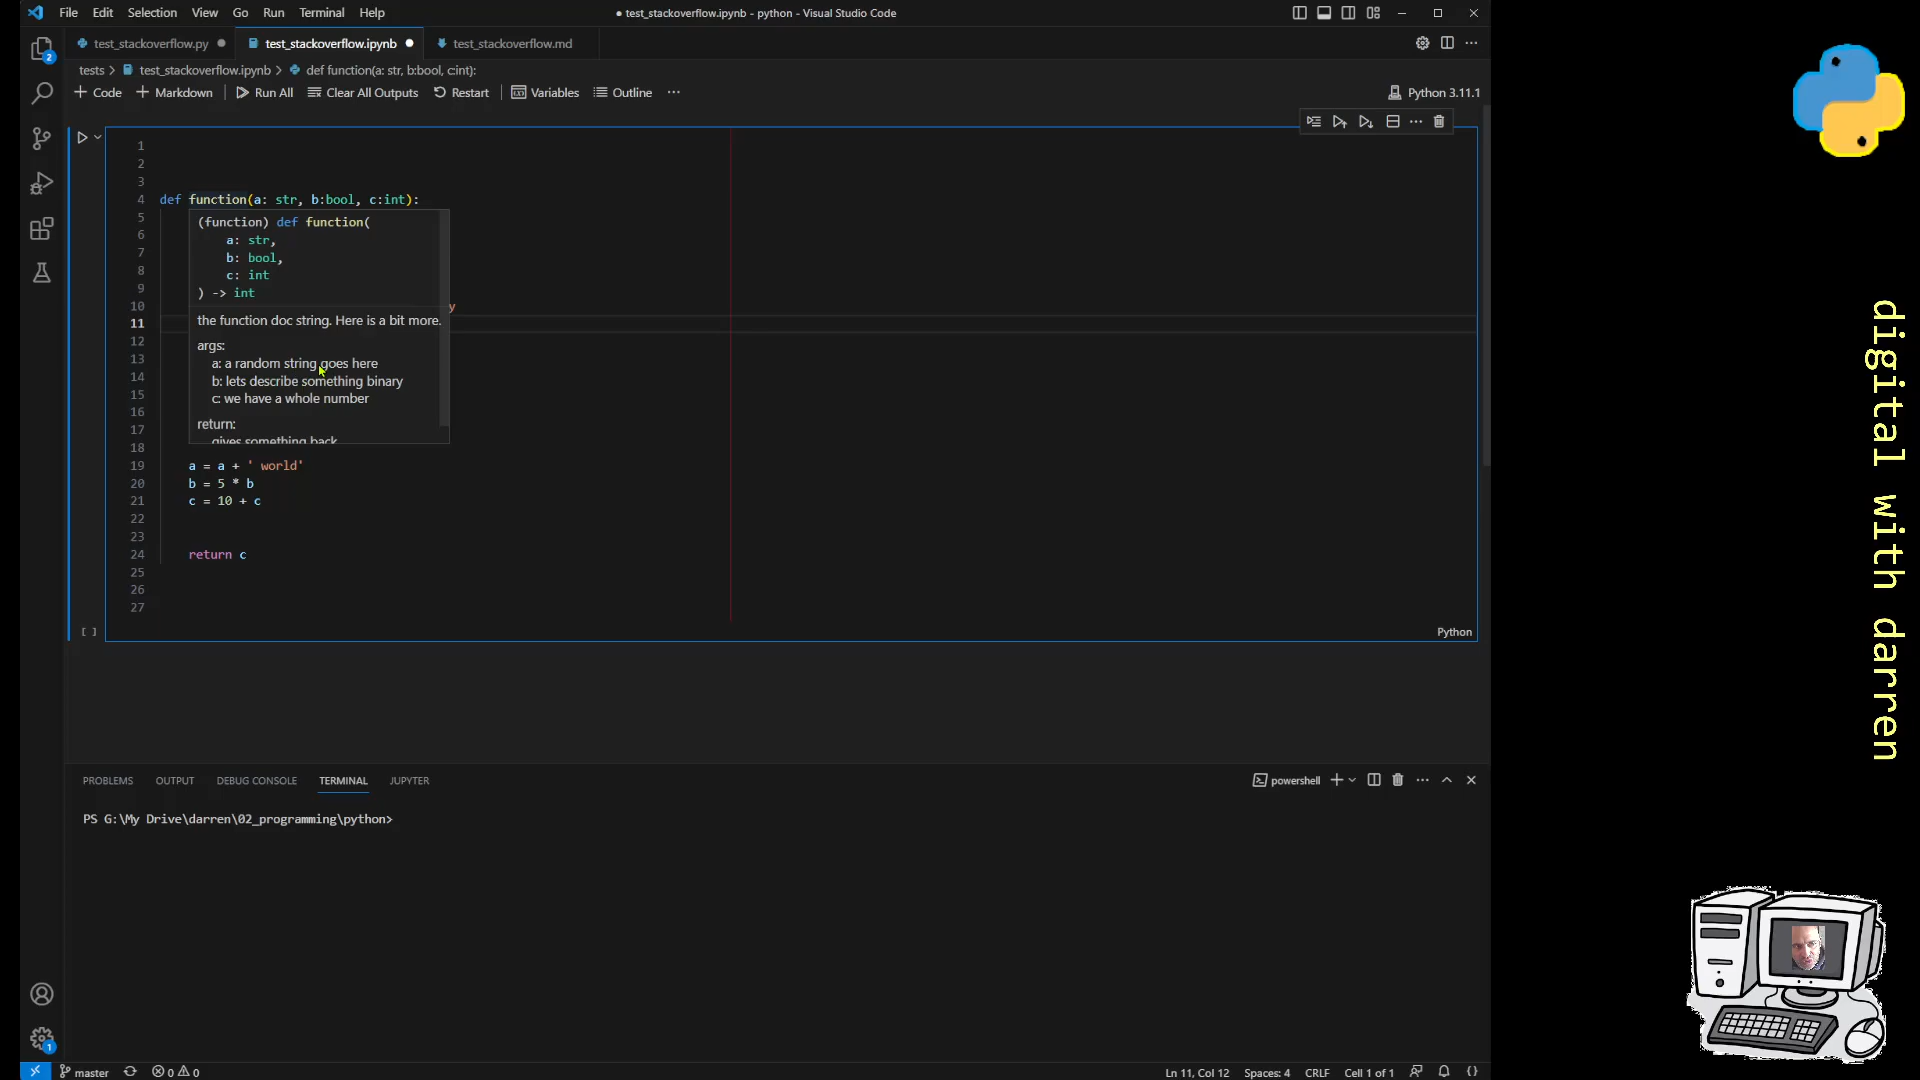 File Edit Selection View Go Run Terminal Help
● test_stackoverflow.ipynb - python - Visual Studio Code
2
test_stackoverflow.py ● test_stackoverflow.ipynb ● test_stackoverflow.md
tests > test_stackoverflow.ipynb > def function(a: str, b:bool, c:int):
+ Code + Markdown Run All Clear All Outputs Restart Variables Outline ···
Python 3.11.1
1
2
3
4 def function(a: str, b:bool, c:int):
5
(function) def function(
6
a: str,
7
b: bool,
8
c: int
9
) -> int
10 y
11
the function doc string. Here is a bit more.
12
args:
13
a: a random string goes here
14
b: lets describe something binary
15
c: we have a whole number
16
17
return:
18
gives something back
19 a = a + ' world'
20 b = 5 * b
21 c = 10 + c
22
23
24 return c
25
26
27
[ ]
Python
PROBLEMS OUTPUT DEBUG CONSOLE TERMINAL JUPYTER
powershell
PS G:\My Drive\darren\02_programming\python>
1
master 0 0
Ln 11, Col 12 Spaces: 4 CRLF Cell 1 of 1
digital with darren